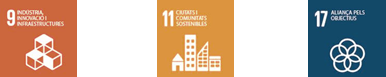 9 INDÚSTRIA,
INNOVACIÓ I
INFRAESTRUCTURES
11 CIUTATS I
COMUNITATS
SOSTENIBLES
17 ALIANÇA PELS
OBJECTIUS